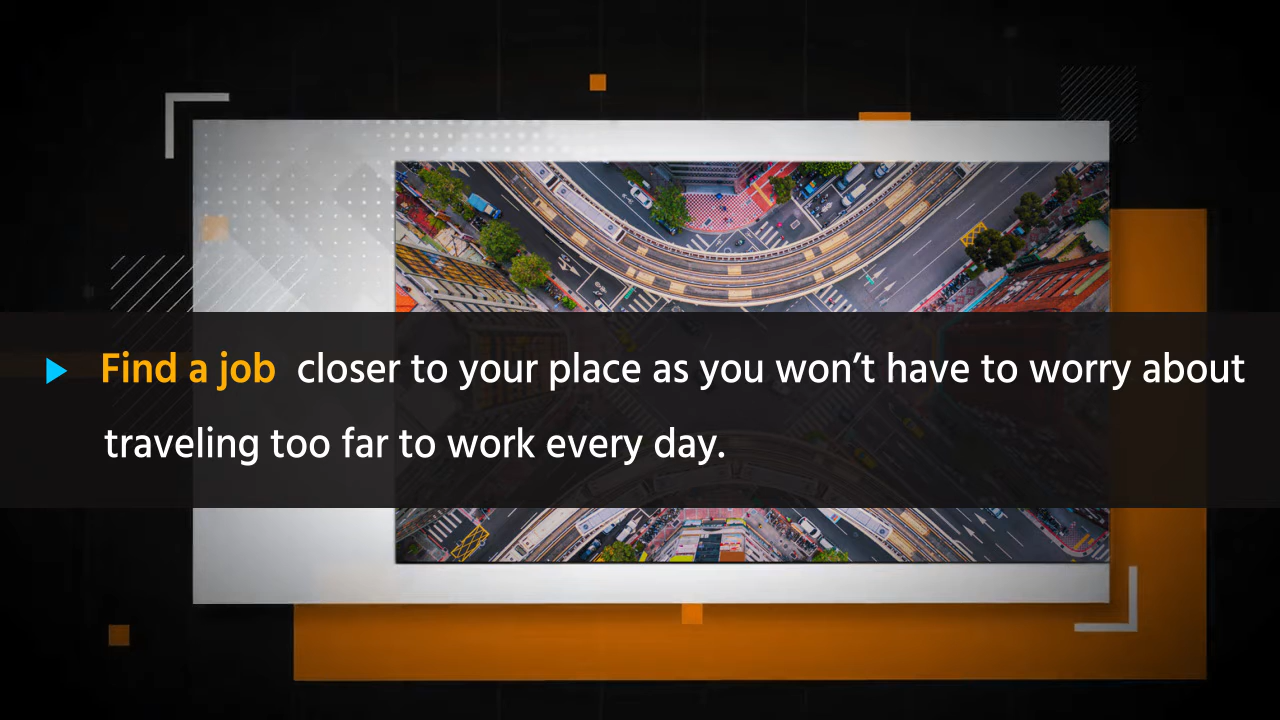 Find a job closer to your place as you won’t have to worry about
traveling too far to work every day.